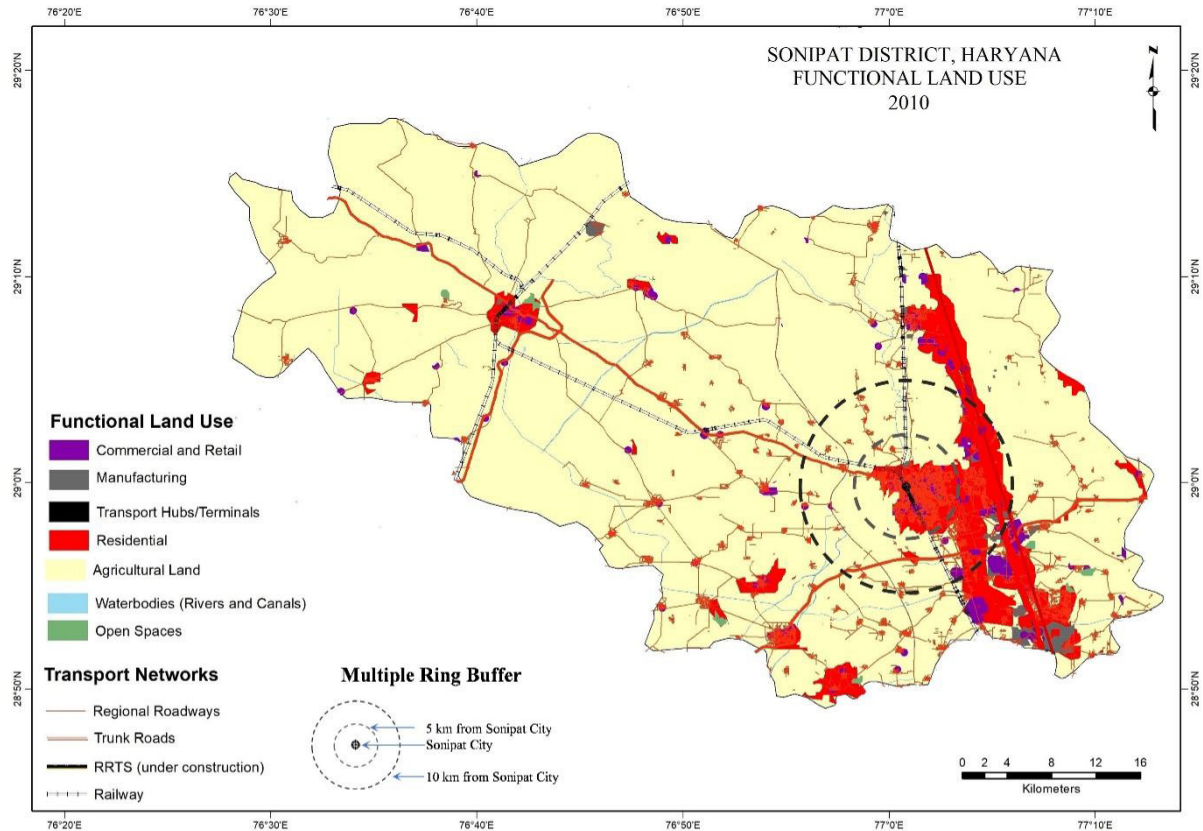 76°20'E 76°30'E 76°40'E 76°50'E 77°0'E 77°10'E
SONIPAT DISTRICT, HARYANA
FUNCTIONAL LAND USE
2010
N
29°20'N 29°20'N
29°10'N 29°10'N
29°0'N 29°0'N
28°50'N 28°50'N
Functional Land Use
Commercial and Retail
Manufacturing
Transport Hubs/Terminals
Residential
Agricultural Land
Waterbodies (Rivers and Canals)
Open Spaces
Transport Networks
Regional Roadways
Trunk Roads
RRTS (under construction)
Railway
Multiple Ring Buffer
5 km from Sonipat City
Sonipat City
10 km from Sonipat City
0 2 4 8 12 16
Kilometers
76°20'E 76°30'E 76°40'E 76°50'E 77°0'E 77°10'E